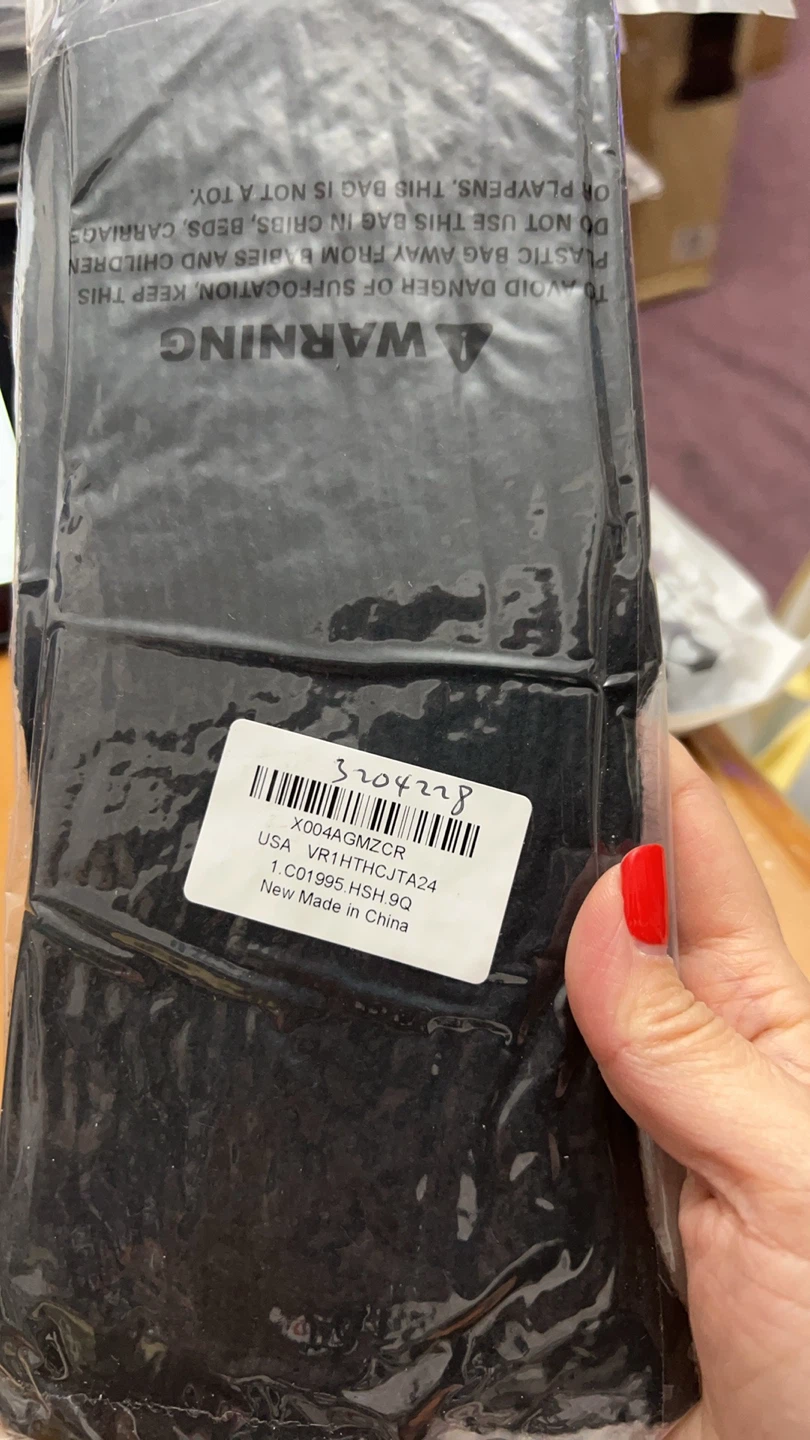 ⚠ WARNING
TO AVOID DANGER OF SUFFOCATION, KEEP THIS
PLASTIC BAG AWAY FROM BABIES AND CHILDREN
DO NOT USE THIS BAG IN CRIBS, BEDS, CARRIAGE
OR PLAYPENS, THIS BAG IS NOT A TOY.
3204228
X004AGMZCR
USA VR1HTHCJTA24
1.C01995.HSH.9Q
New Made in China